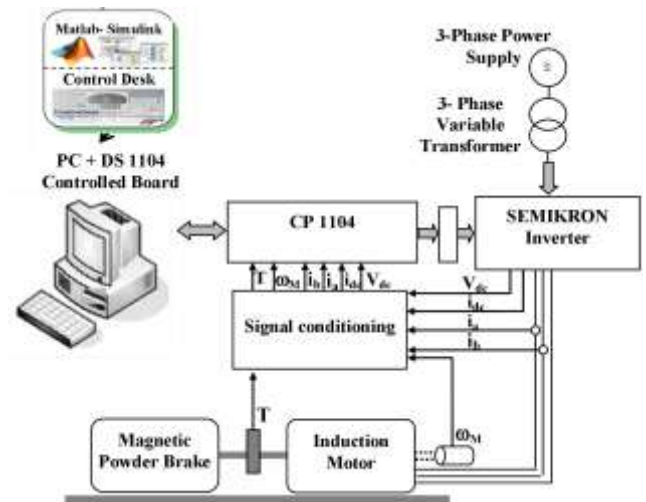 Matlab- Simulink
Control Desk
PC + DS 1104
Controlled Board
3-Phase Power
Supply
3- Phase
Variable
Transformer
CP 1104
SEMIKRON
Inverter
T ωM ib ia idc Vdc
Vdc
idc
ia
ib
Signal conditioning
T
Magnetic
Powder Brake
Induction
Motor
ωM